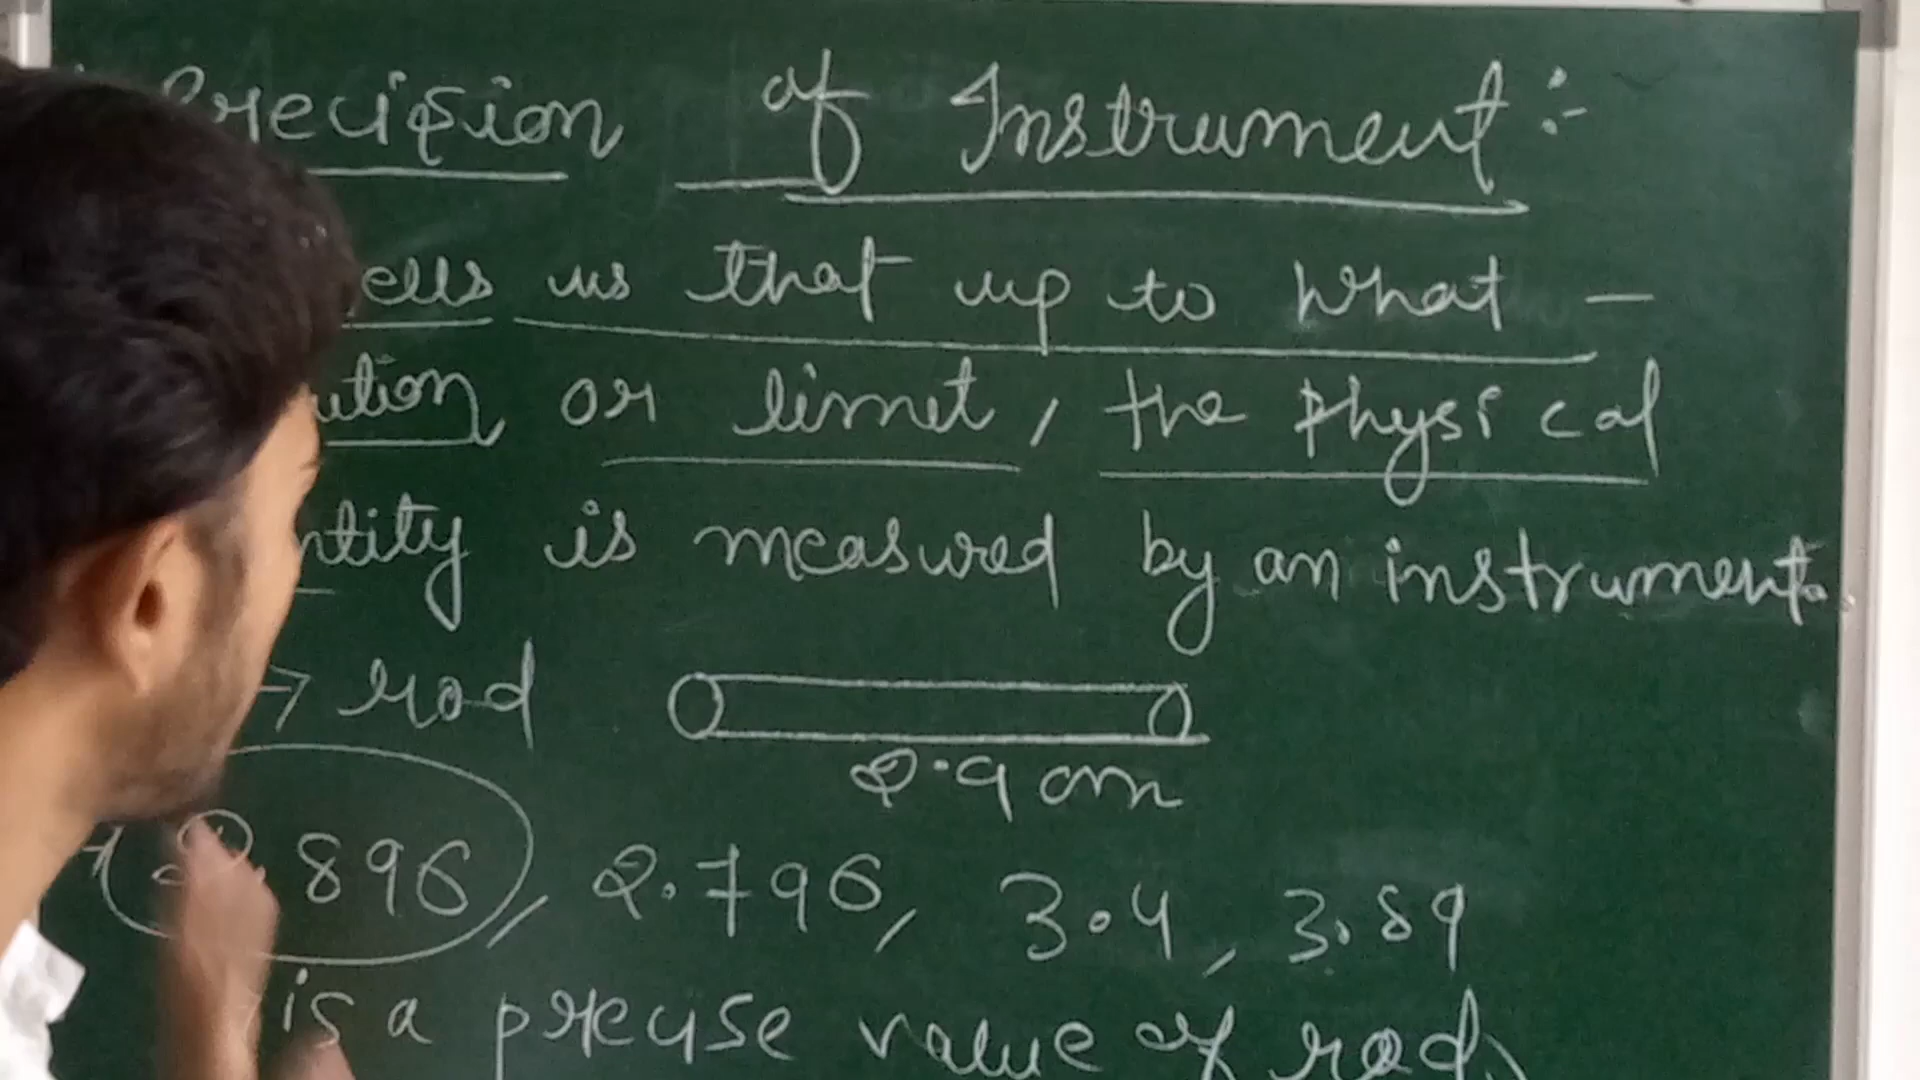 Precision of Instrument :-
ells us that up to what -
ution or limit, the physical
ntity is measured by an instrument.
→ rod
2.9 cm
2.896, 2.796, 3.4, 3.89
is a precise value of rod